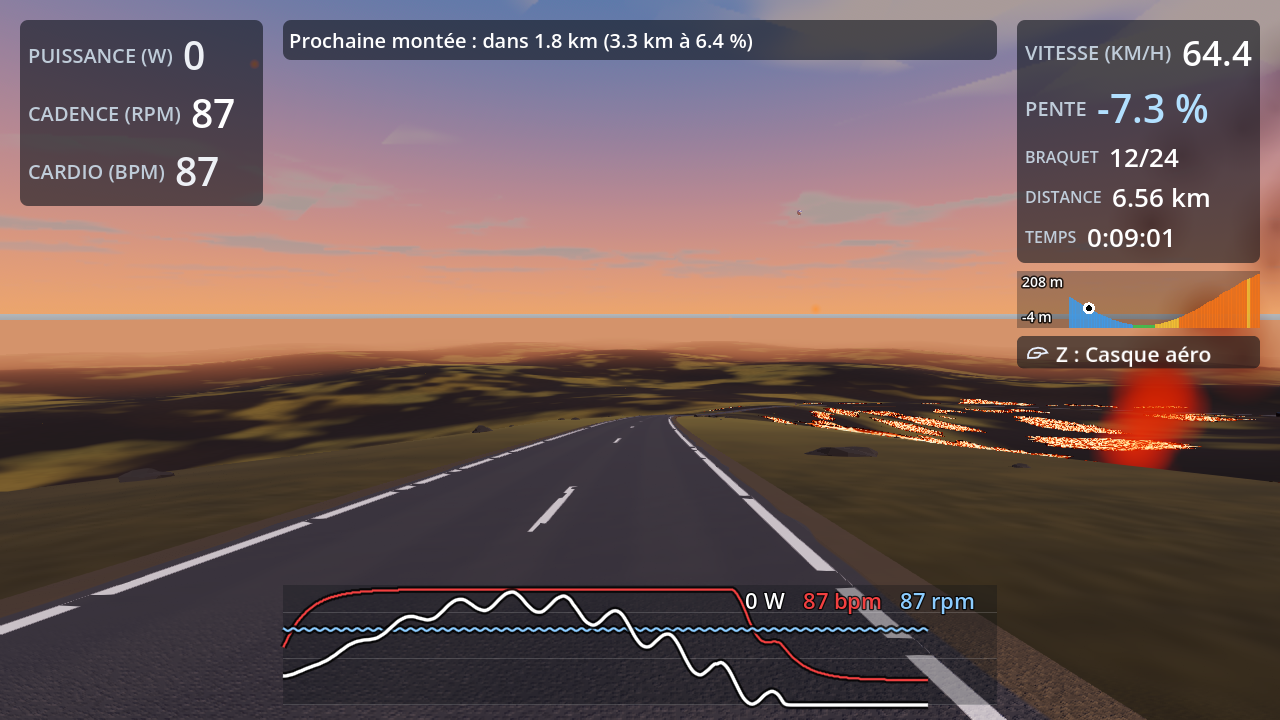 PUISSANCE (W) 0
CADENCE (RPM) 87
CARDIO (BPM) 87
Prochaine montée : dans 1.8 km (3.3 km à 6.4 %)
VITESSE (KM/H) 64.4
PENTE -7.3 %
BRAQUET 12/24
DISTANCE 6.56 km
TEMPS 0:09:01
208 m
-4 m
Z : Casque aéro
0 W 87 bpm 87 rpm